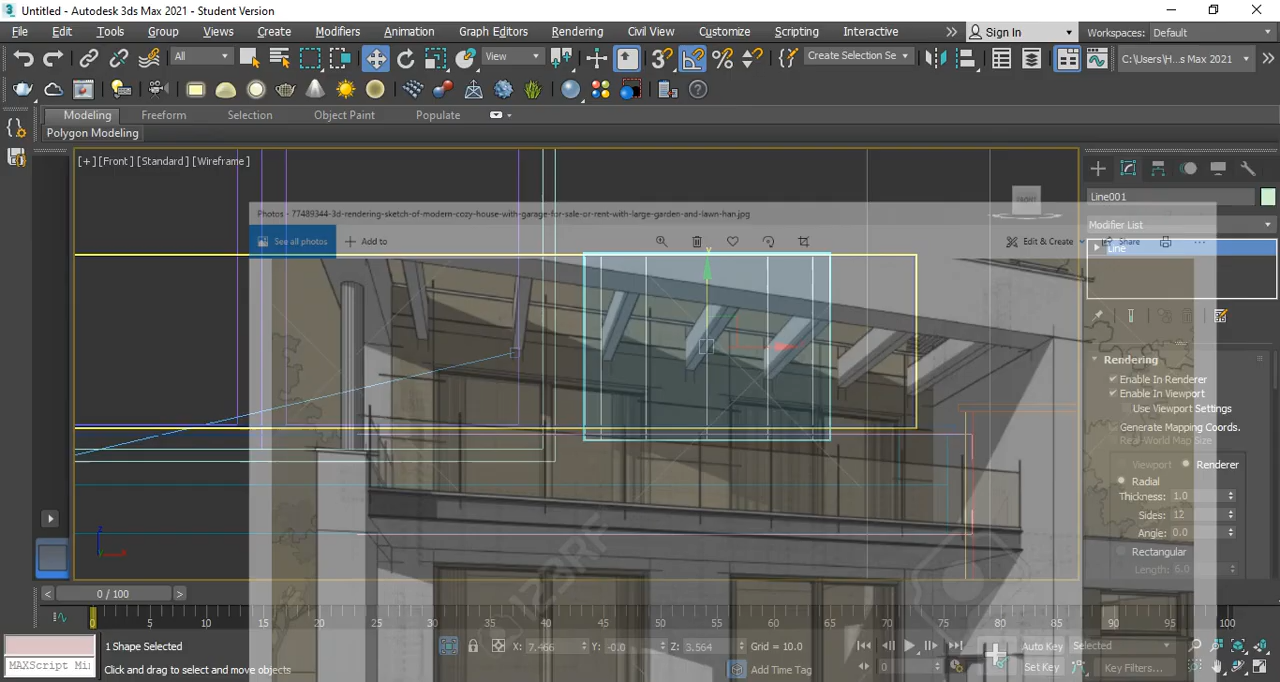 Untitled - Autodesk 3ds Max 2021 - Student Version
File Edit Tools Group Views Create Modifiers Animation Graph Editors Rendering Civil View Customize Scripting Interactive Sign In Workspaces: Default
All View Create Selection Se C:\Users\H...s Max 2021
Modeling Freeform Selection Object Paint Populate
Polygon Modeling
[+] [Front] [Standard] [Wireframe]
FRONT
Line001
Photos - 77489344-3d-rendering-sketch-of-modern-cozy-house-with-garage-for-sale-or-rent-with-large-garden-and-lawn-han.jpg
Modifier List
See all photos + Add to Edit & Create Share
Line
Rendering
Enable In Renderer
Enable In Viewport
Use Viewport Settings
Generate Mapping Coords.
Real-World Map Size
Viewport Renderer
Radial
Thickness: 1.0
Sides: 12
Angle: 0.0
Rectangular
Length: 6.0
123RF
0 / 100
0 5 10 15 20 25 30 35 40 45 50 55 60 65 70 75 80 85 90 95 100
1 Shape Selected X: 7.466 Y: -0.0 Z: 3.564 Grid = 10.0 Auto Key Selected
MAXScript Mi Click and drag to select and move objects Add Time Tag 0 Set Key Key Filters...